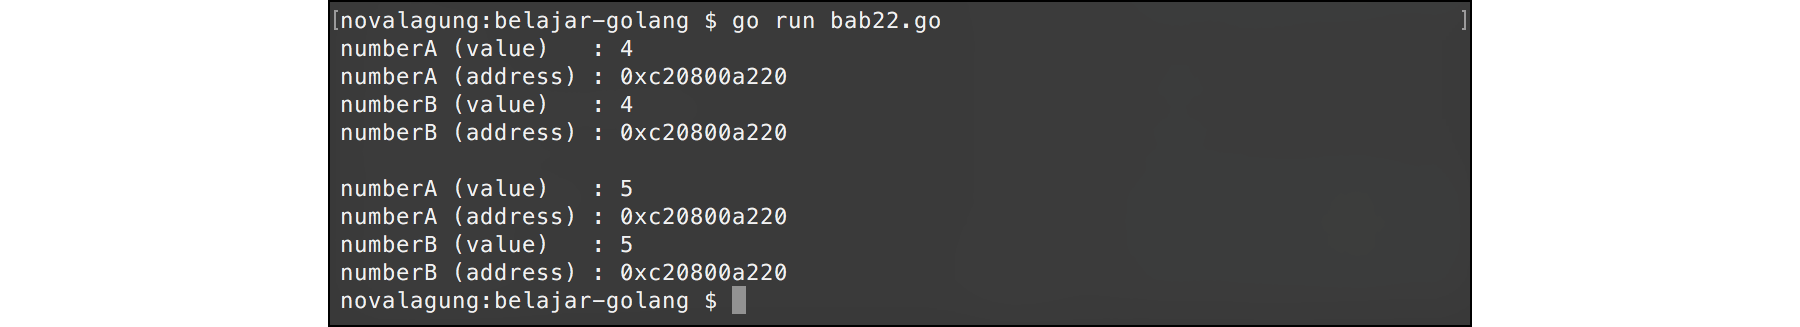 [novalagung:belajar-golang $ go run bab22.go ]
numberA (value)   : 4
numberA (address) : 0xc20800a220
numberB (value)   : 4
numberB (address) : 0xc20800a220

numberA (value)   : 5
numberA (address) : 0xc20800a220
numberB (value)   : 5
numberB (address) : 0xc20800a220
novalagung:belajar-golang $